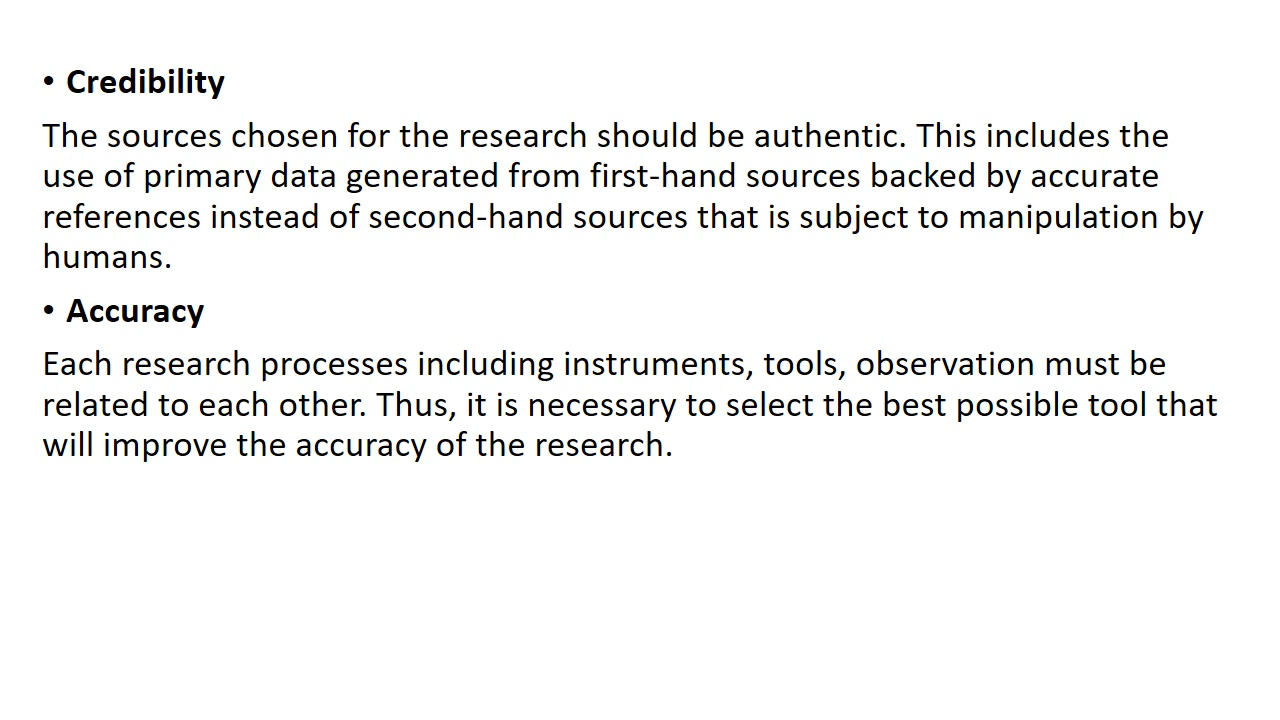 • Credibility
The sources chosen for the research should be authentic. This includes the
use of primary data generated from first-hand sources backed by accurate
references instead of second-hand sources that is subject to manipulation by
humans.
• Accuracy
Each research processes including instruments, tools, observation must be
related to each other. Thus, it is necessary to select the best possible tool that
will improve the accuracy of the research.